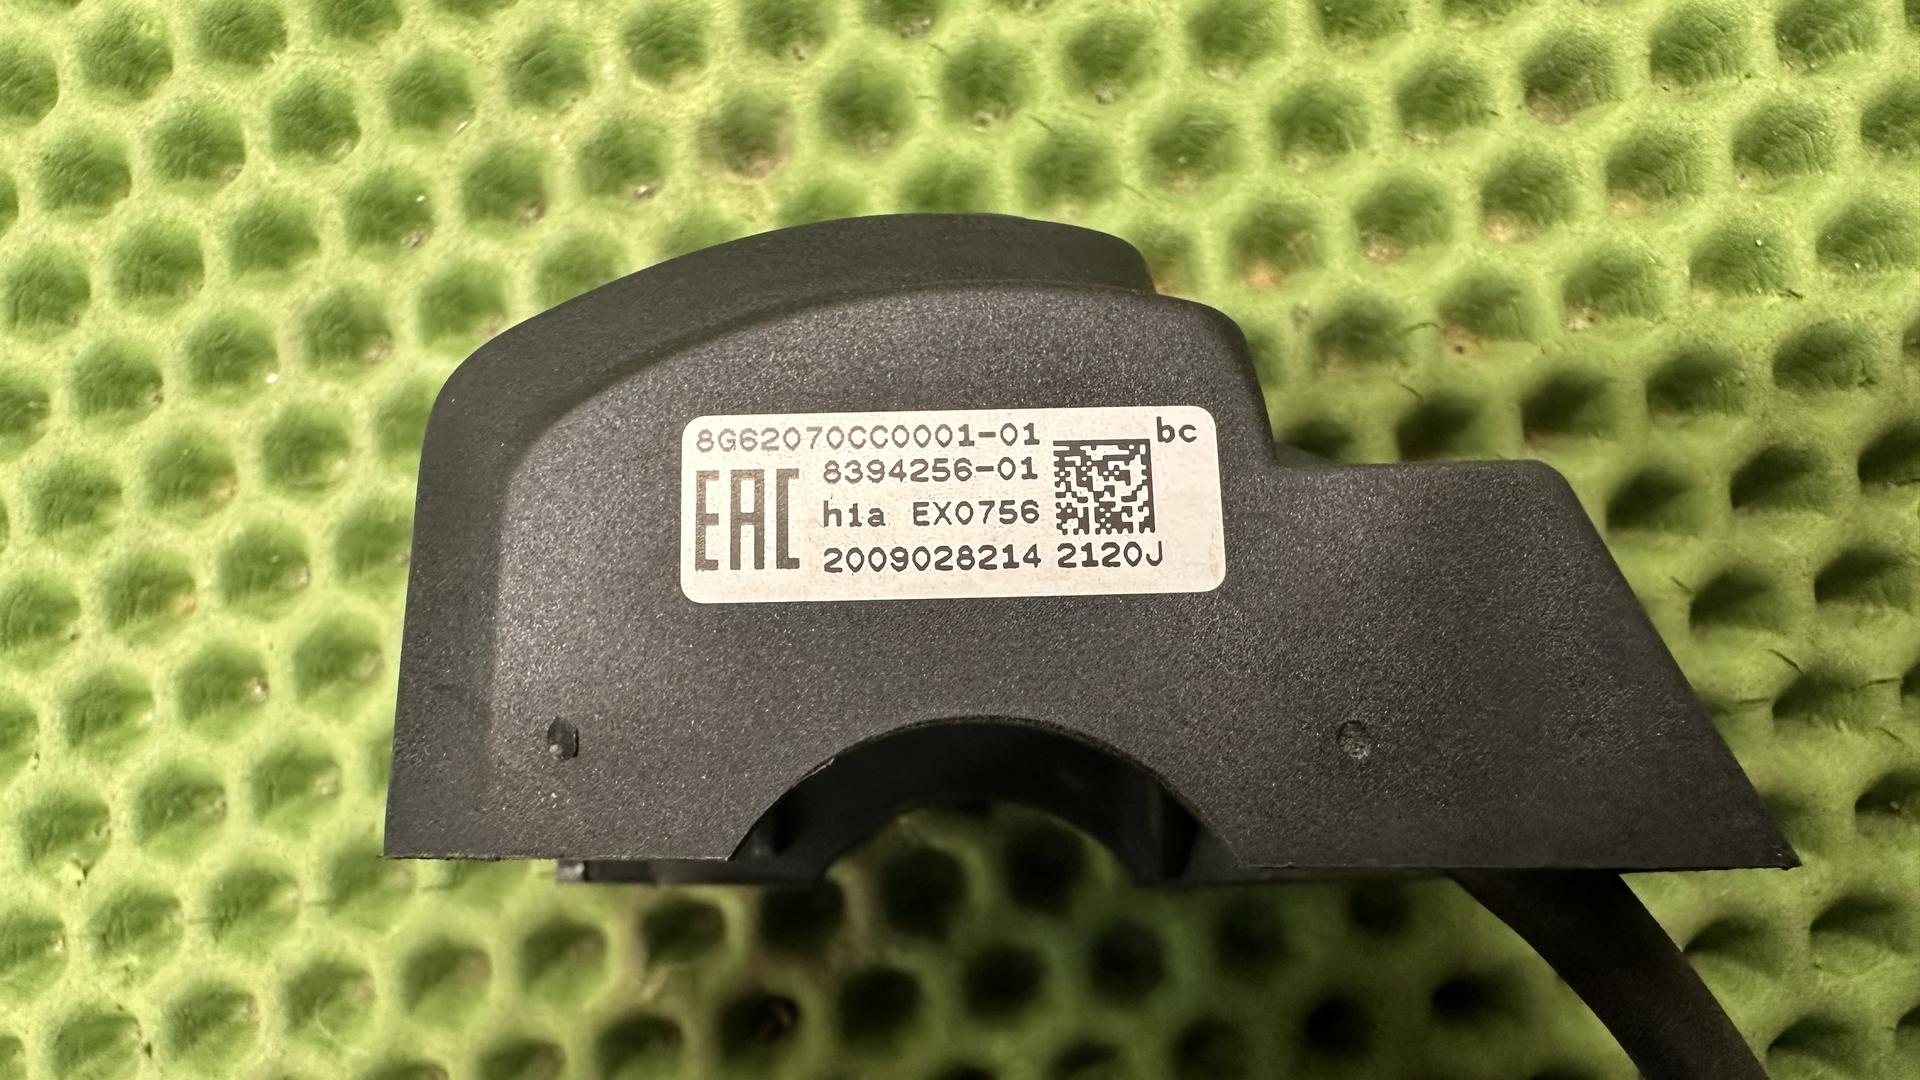 8G62070CC0001-01
bc
EAC
8394256-01
h1a EX0756
2009028214 2120J